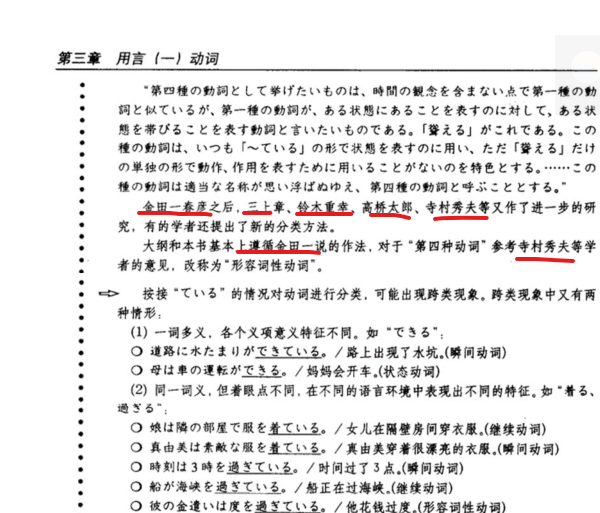 第三章 用言（一）动词
“第四種の動詞として挙げたいものは、時間の観念を含まない点で第一種の動
詞と似ているが、第一種の動詞が、ある状態にあることを表すのに対して，ある状
態を帯びることを表す動詞と言いたいものである。「聳える」がこれである。この
種の動詞は、いつも「～ている」の形で状態を表すのに用い、ただ「聳える」だけ
の単独の形で動作、作用を表すために用いることがないのを特色とする。……この
種の動詞は適当な名称が思い浮ばぬゆえ、第四種の動詞と呼ぶこととする。”
金田一春彦之后，三上章、铃木重幸、高桥太郎、寺村秀夫等又作了进一步的研
究，有的学者还提出了新的分类方法。
大纲和本书基本上遵循金田一说的作法，对于“第四种动词”参考寺村秀夫等学
者的意见，改称为“形容词性动词”。
⇨ 按接“ている”的情况对动词进行分类，可能出现跨类现象。跨类现象中又有两
种情形：
(1) 一词多义，各个义项意义特征不同。如“できる”：
○ 道路に水たまりができている。/ 路上出现了水坑。(瞬间动词)
○ 母は車の運転ができる。/ 妈妈会开车。(状态动词)
(2) 同一词义，但着眼点不同，在不同的语言环境中表现出不同的特征。如“着る、
過ぎる”：
○ 娘は隣の部屋で服を着ている。/ 女儿在隔壁房间穿衣服。(继续动词)
○ 真由美は素敵な服を着ている。/ 真由美穿着很漂亮的衣服。(瞬间动词)
○ 時刻は3時を過ぎている。/ 时间过了3点。(瞬间动词)
○ 船が海峡を過ぎている。/ 船正在过海峡。(继续动词)
○ 彼の金遣いは度を過ぎている。/ 他花钱过度。(形容词性动词)